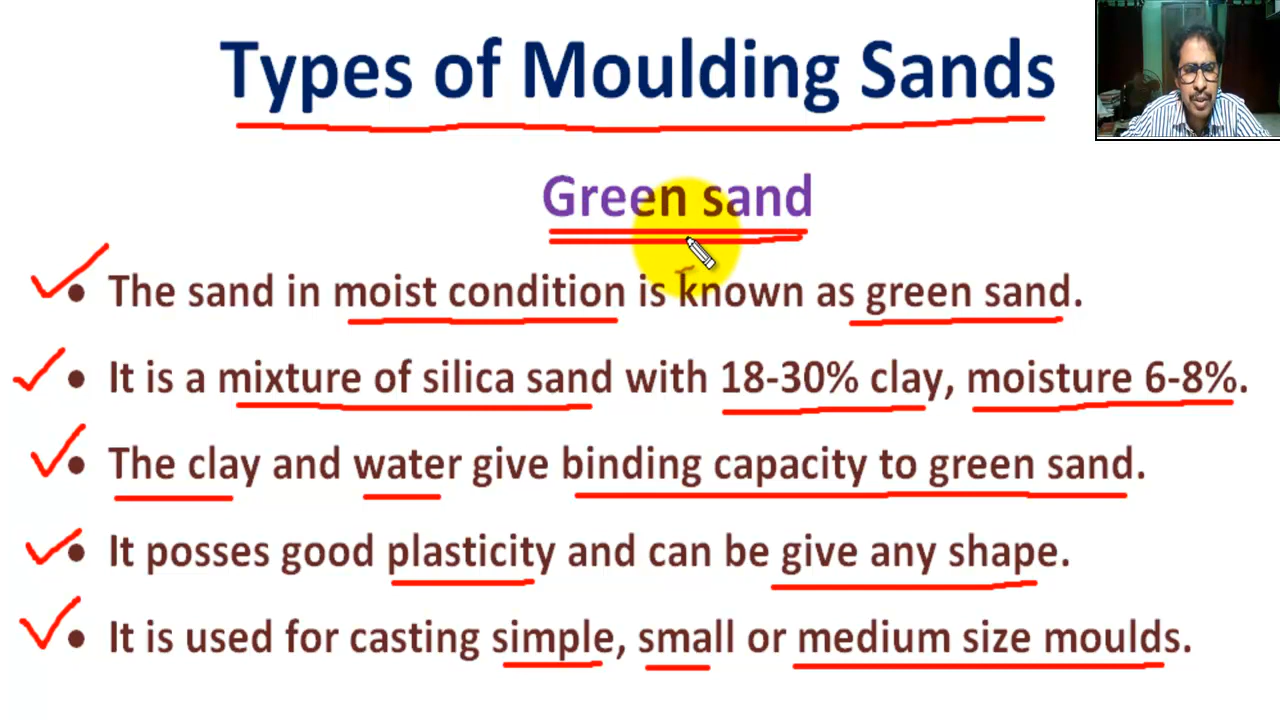 Types of Moulding Sands
Green sand
• The sand in moist condition is known as green sand.
• It is a mixture of silica sand with 18-30% clay, moisture 6-8%.
• The clay and water give binding capacity to green sand.
• It posses good plasticity and can be give any shape.
• It is used for casting simple, small or medium size moulds.